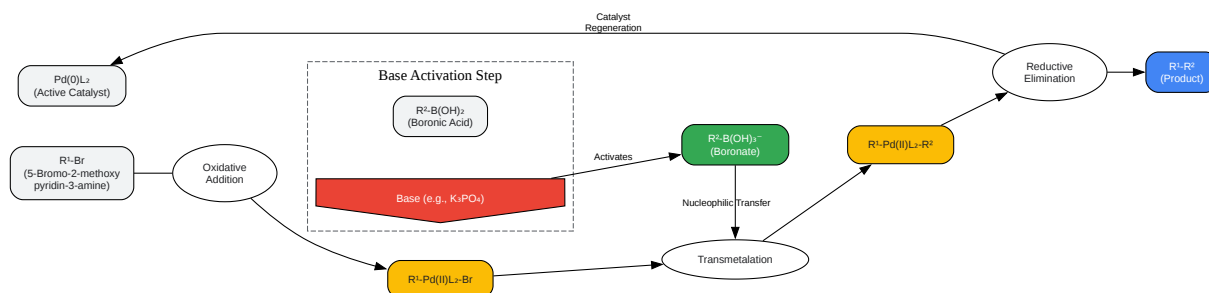 Catalyst
Regeneration
Pd(0)L₂
(Active Catalyst)
Base Activation Step
R²-B(OH)₂
(Boronic Acid)
Reductive
Elimination
R¹-R²
(Product)
R¹-Br
(5-Bromo-2-methoxy
pyridin-3-amine)
Oxidative
Addition
Base (e.g., K₃PO₄)
Activates
R²-B(OH)₃⁻
(Boronate)
R¹-Pd(II)L₂-R²
Nucleophilic Transfer
Transmetalation
R¹-Pd(II)L₂-Br